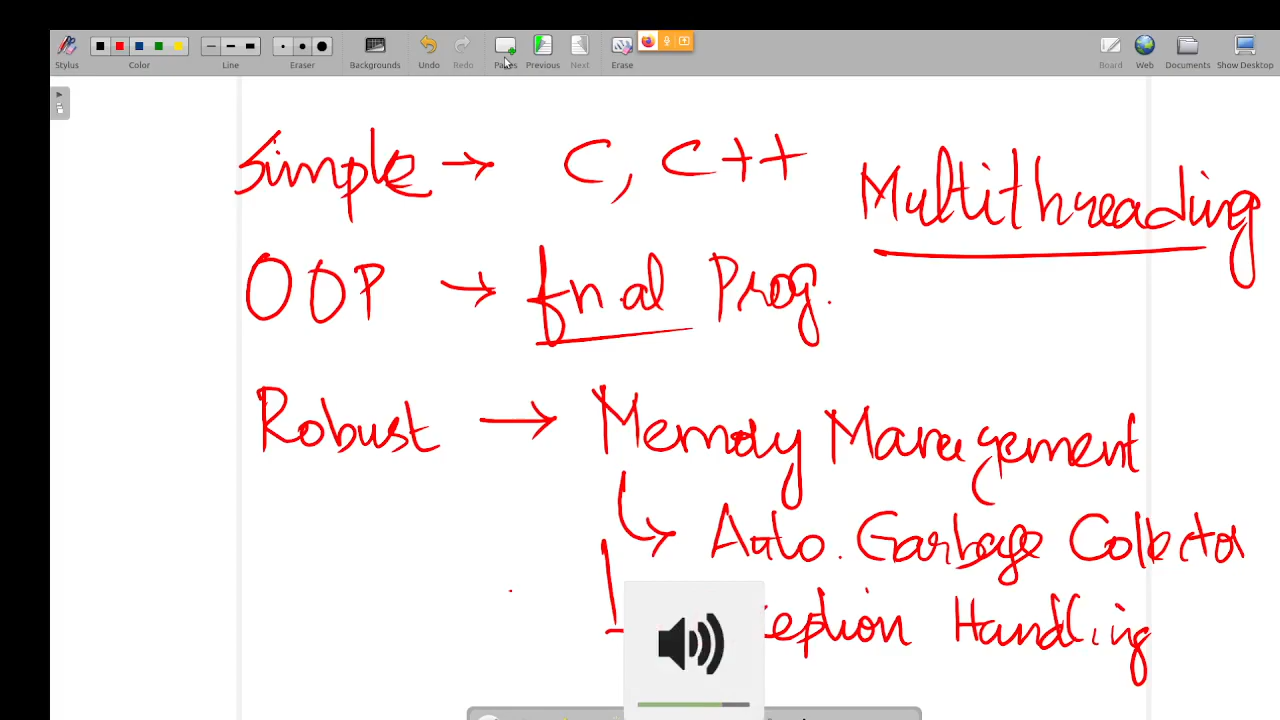 Stylus Color Line Eraser Backgrounds Undo Redo Pages Previous Next Erase Board Web Documents Show Desktop
Simple → C, C++
Multithreading
OOP → fnal Prog.
Robust → Memory Management
Auto. Garbage Collector
Handling